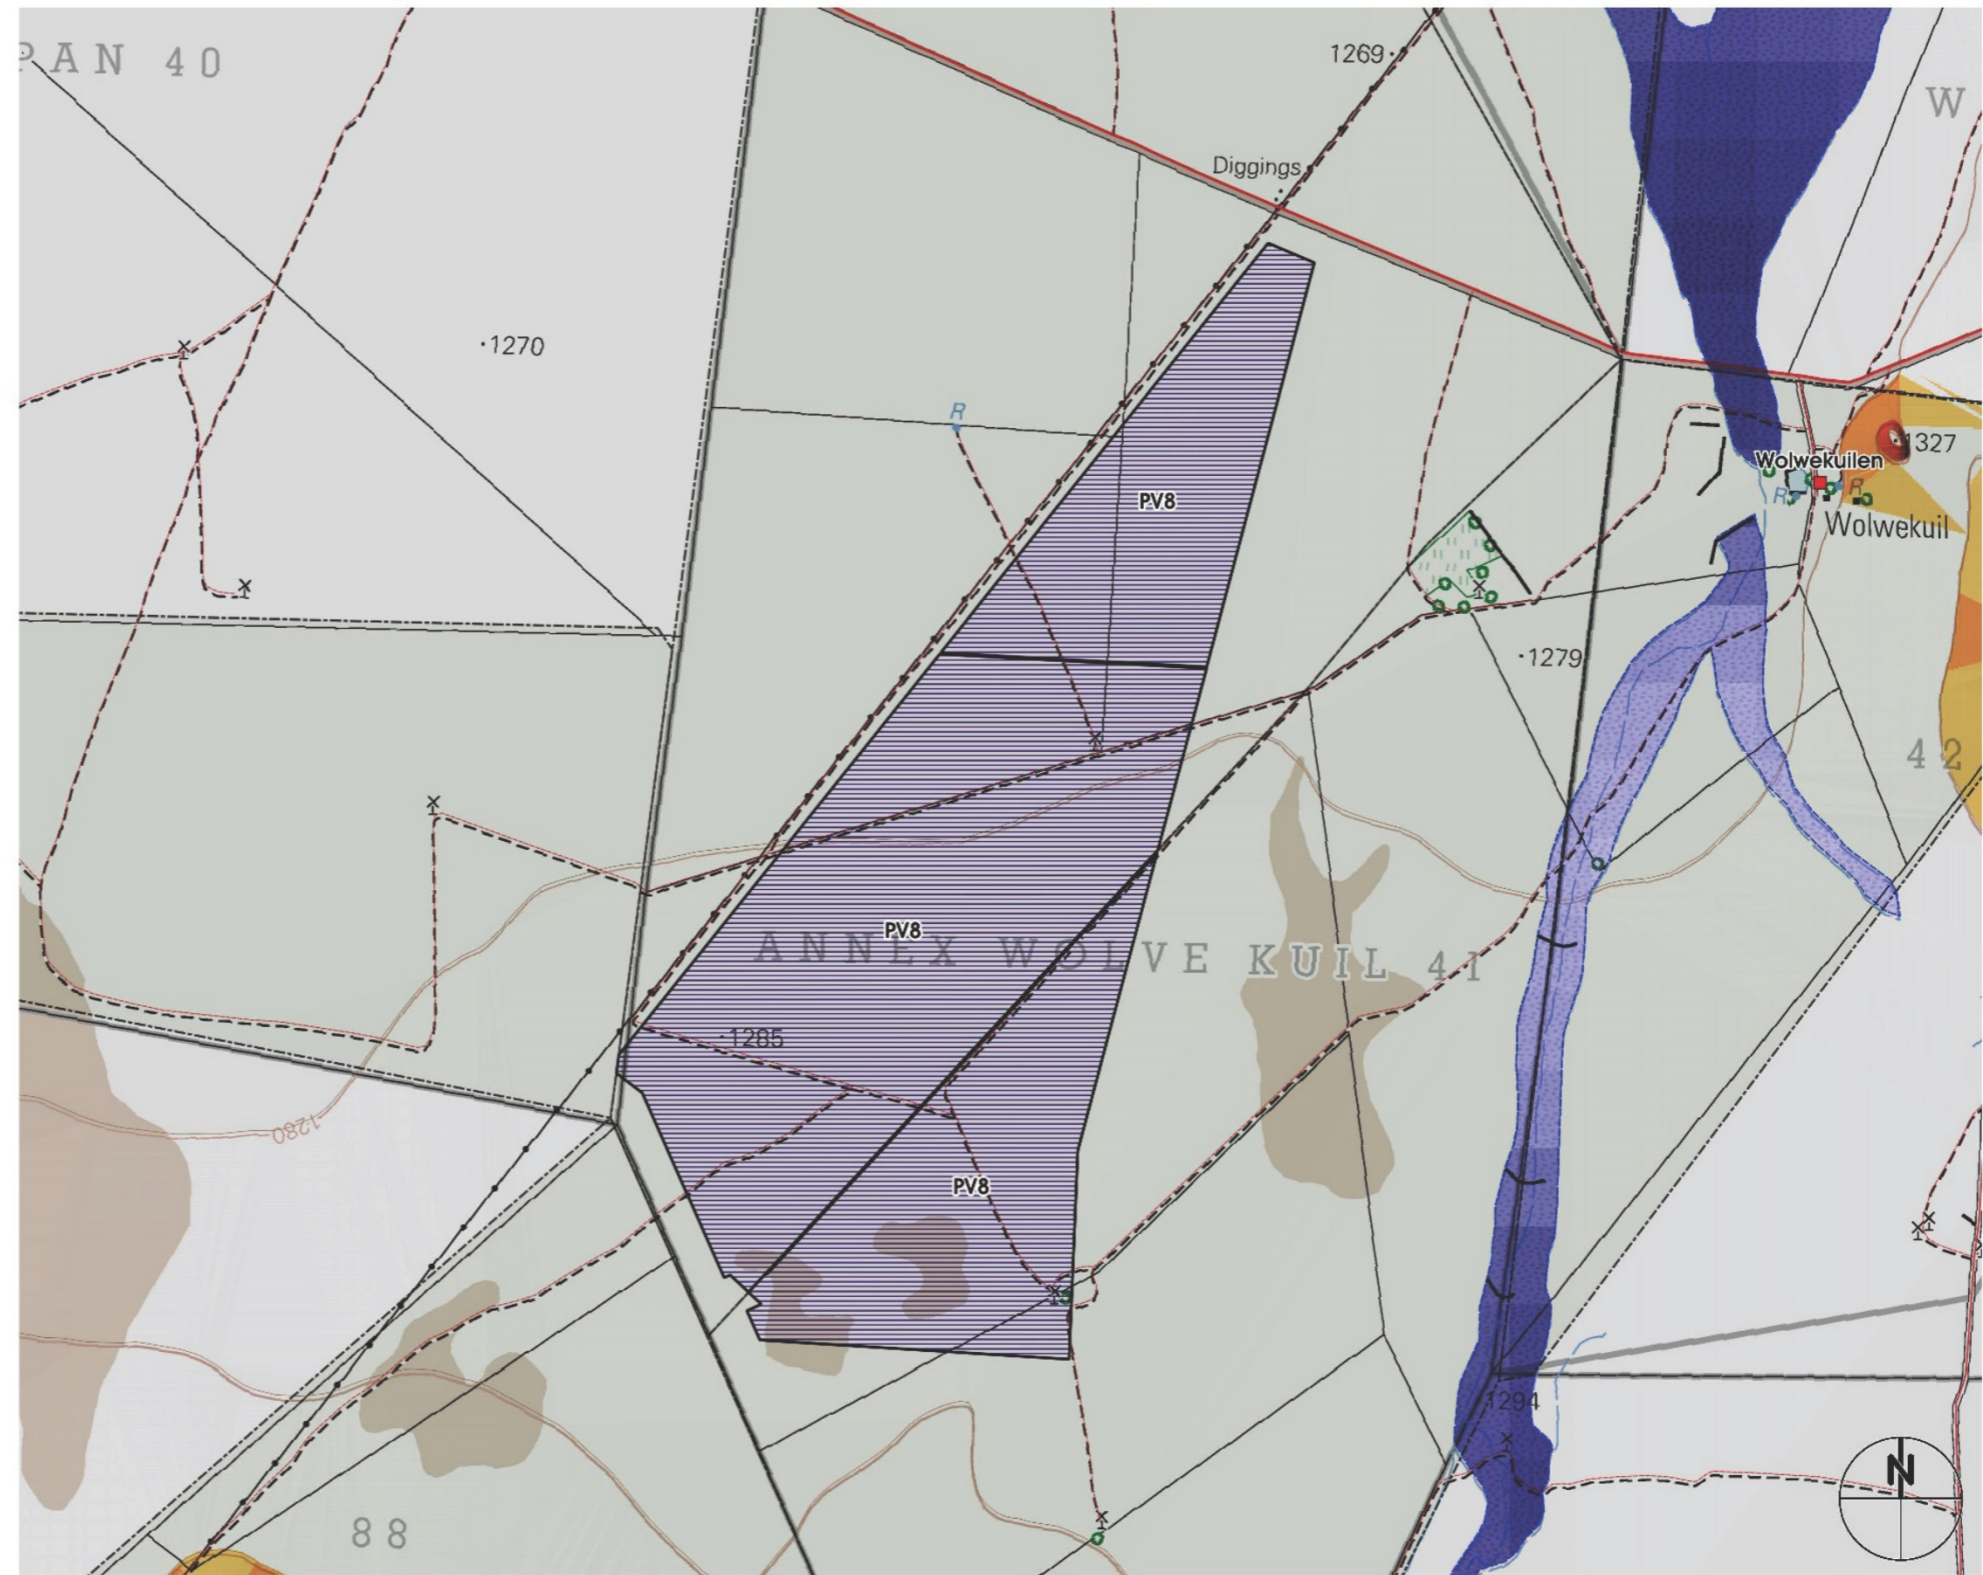 PAN 40
1269
W
Diggings
1270
R
1327
Wolwekuilen
PV8
R
R
Wolwekuil
1279
42
PV8
ANNEX WOLVE KUIL 41
1285
1280
PV8
1294
N
88